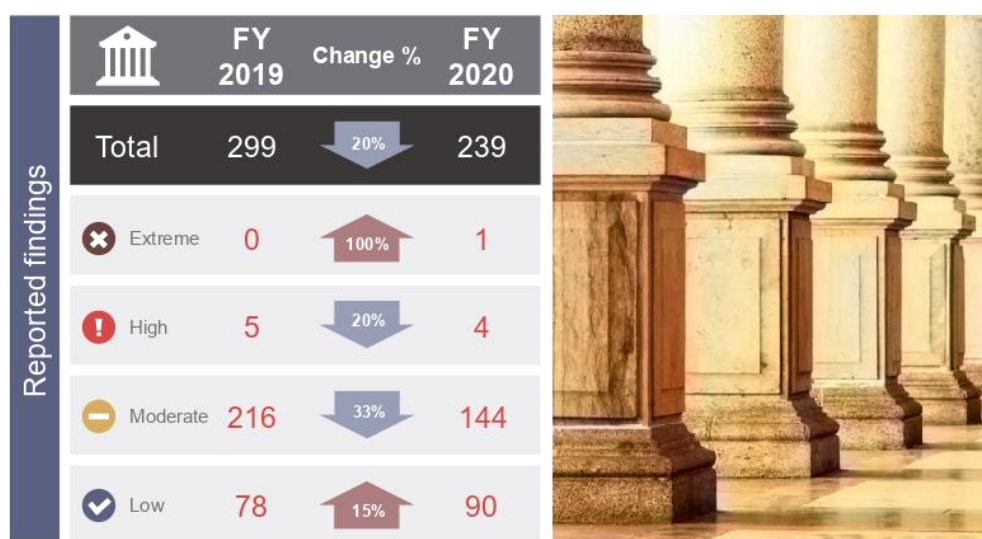 Reported findings
FY 2019 Change % FY 2020
Total 299 20% 239
Extreme 0 100% 1
High 5 20% 4
Moderate 216 33% 144
Low 78 15% 90